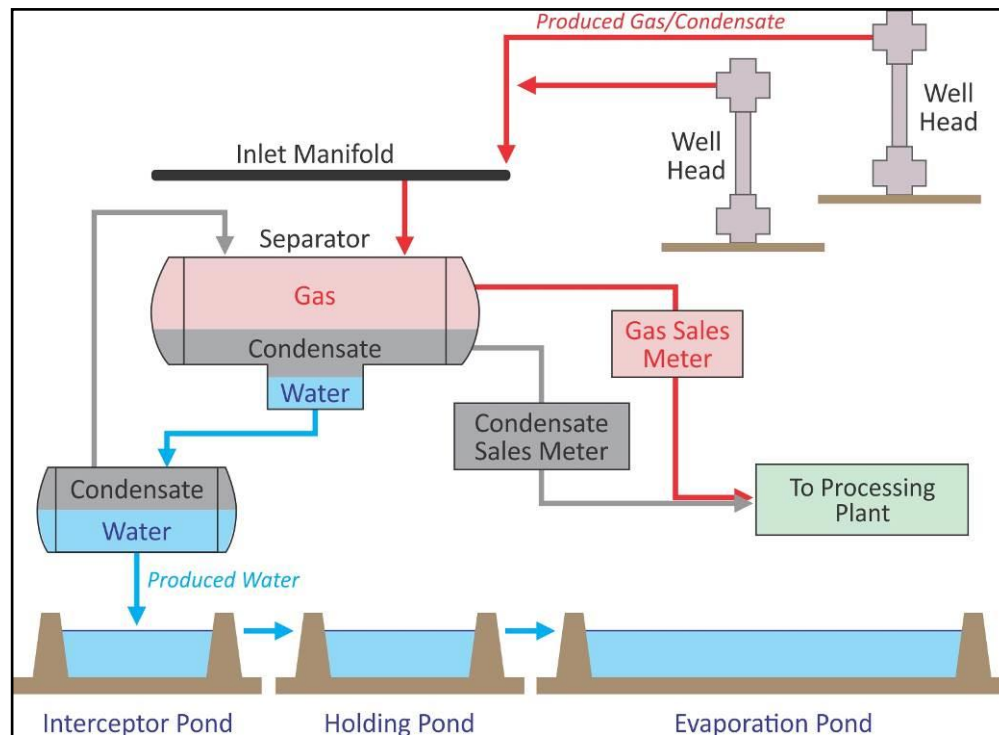 Produced Gas/Condensate
Well
Head
Well
Head
Inlet Manifold
Separator
Gas
Condensate
Water
Gas Sales
Meter
Condensate
Sales Meter
To Processing
Plant
Condensate
Water
Produced Water
Interceptor Pond
Holding Pond
Evaporation Pond